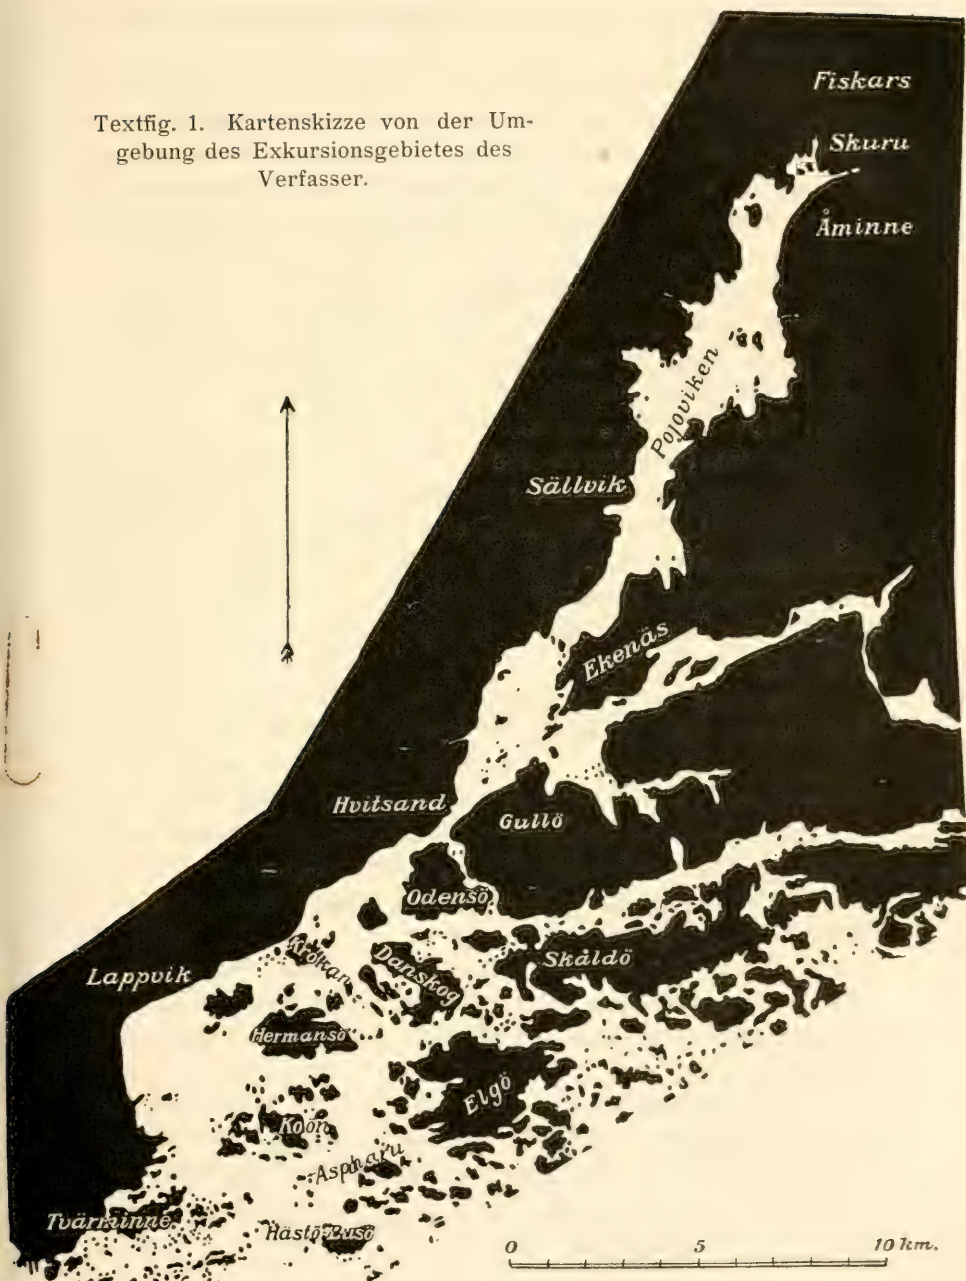 Textfig. 1. Kartenskizze von der Um-
gebung des Exkursionsgebietes des
Verfasser.
Fiskars
Skuru
Åminne
Pojoviken
Sällvik
Ekenäs
Hvitsand
Gullö
Odensö
Krokan
Danskog
Skåldö
Lappvik
Hermansö
Elgö
Koön
Aspharu
Tvärminne
Hästö-Busö
0 5 10 km.